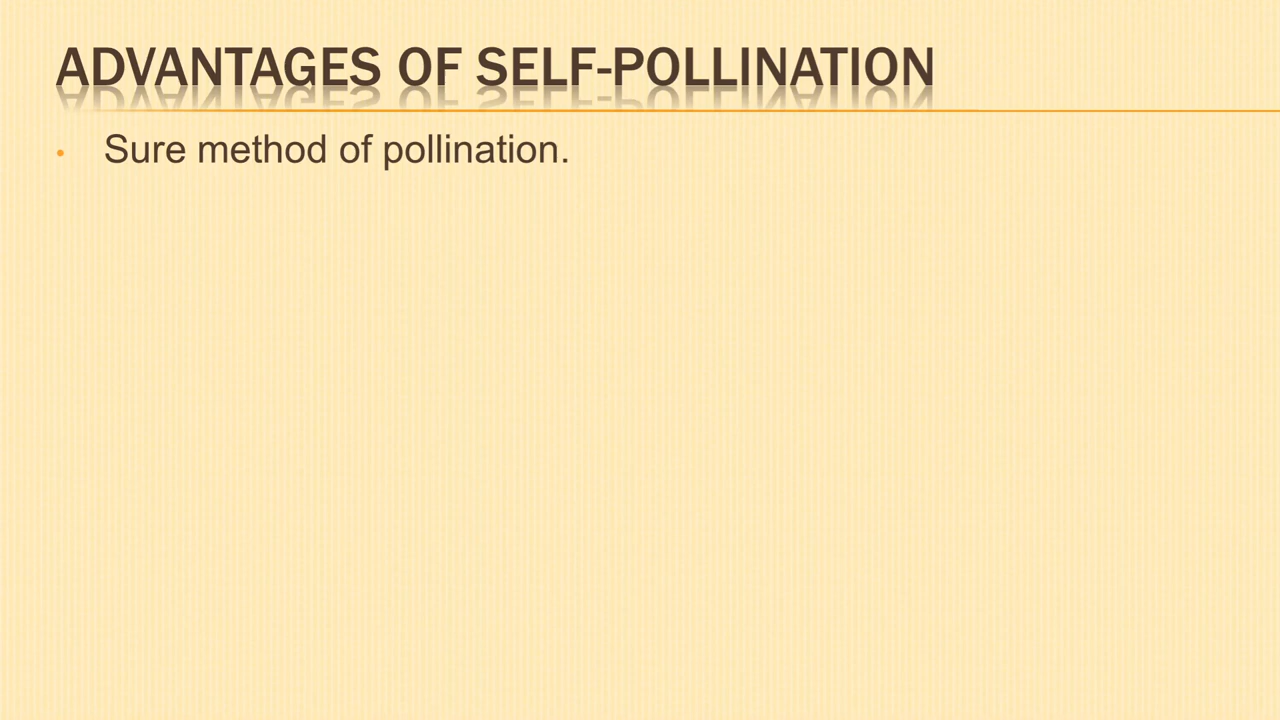 ADVANTAGES OF SELF-POLLINATION
• Sure method of pollination.